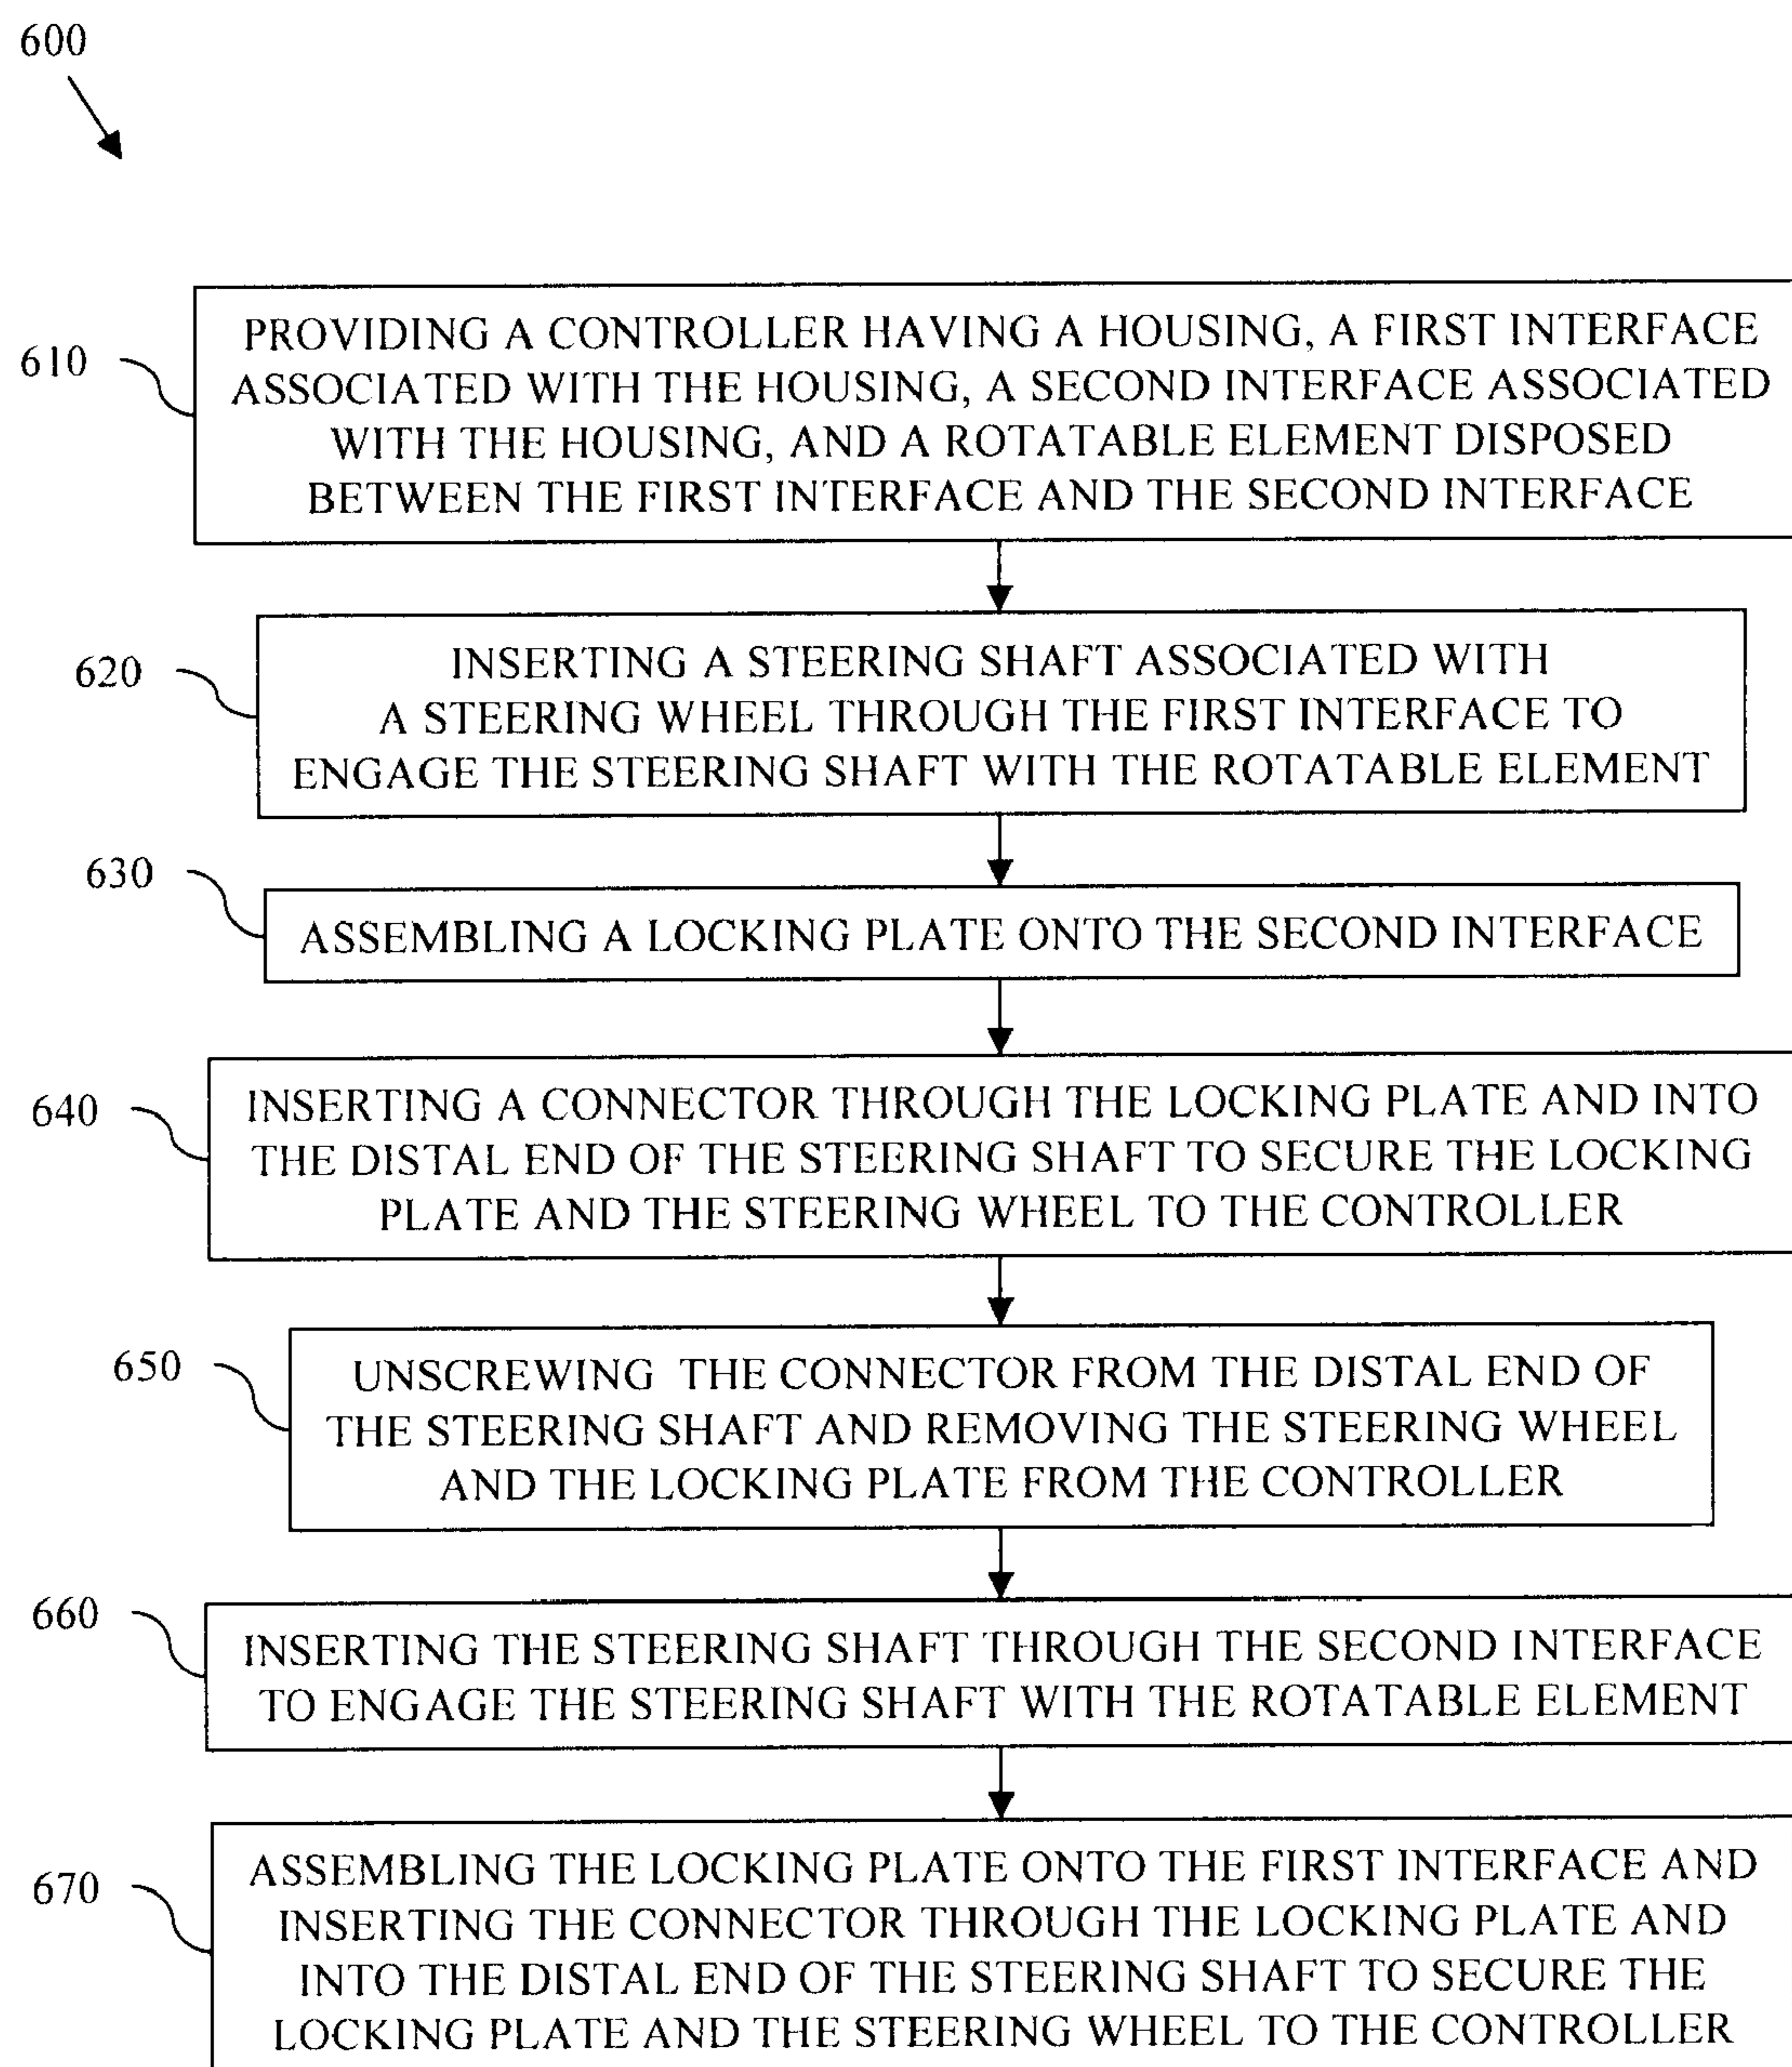 600
610
PROVIDING A CONTROLLER HAVING A HOUSING, A FIRST INTERFACE
ASSOCIATED WITH THE HOUSING, A SECOND INTERFACE ASSOCIATED
WITH THE HOUSING, AND A ROTATABLE ELEMENT DISPOSED
BETWEEN THE FIRST INTERFACE AND THE SECOND INTERFACE
620
INSERTING A STEERING SHAFT ASSOCIATED WITH
A STEERING WHEEL THROUGH THE FIRST INTERFACE TO
ENGAGE THE STEERING SHAFT WITH THE ROTATABLE ELEMENT
630
ASSEMBLING A LOCKING PLATE ONTO THE SECOND INTERFACE
640
INSERTING A CONNECTOR THROUGH THE LOCKING PLATE AND INTO
THE DISTAL END OF THE STEERING SHAFT TO SECURE THE LOCKING
PLATE AND THE STEERING WHEEL TO THE CONTROLLER
650
UNSCREWING THE CONNECTOR FROM THE DISTAL END OF
THE STEERING SHAFT AND REMOVING THE STEERING WHEEL
AND THE LOCKING PLATE FROM THE CONTROLLER
660
INSERTING THE STEERING SHAFT THROUGH THE SECOND INTERFACE
TO ENGAGE THE STEERING SHAFT WITH THE ROTATABLE ELEMENT
670
ASSEMBLING THE LOCKING PLATE ONTO THE FIRST INTERFACE AND
INSERTING THE CONNECTOR THROUGH THE LOCKING PLATE AND
INTO THE DISTAL END OF THE STEERING SHAFT TO SECURE THE
LOCKING PLATE AND THE STEERING WHEEL TO THE CONTROLLER